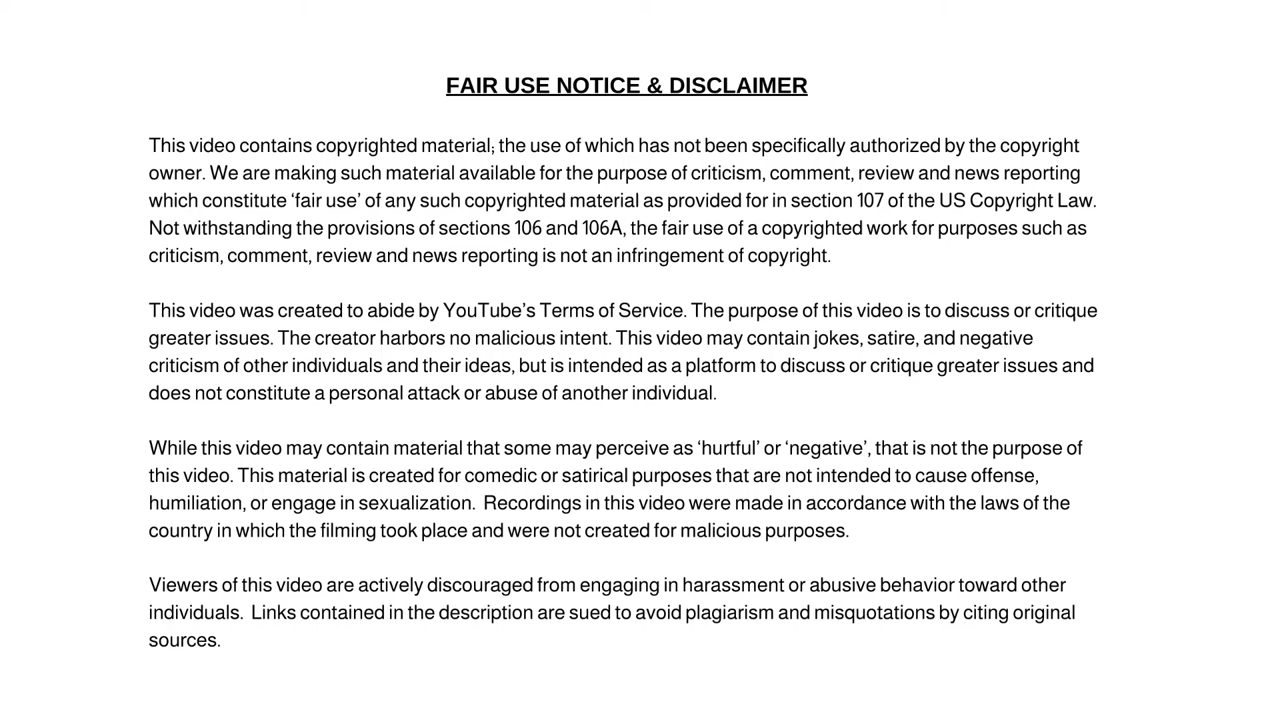 FAIR USE NOTICE & DISCLAIMER
This video contains copyrighted material; the use of which has not been specifically authorized by the copyright
owner. We are making such material available for the purpose of criticism, comment, review and news reporting
which constitute ‘fair use’ of any such copyrighted material as provided for in section 107 of the US Copyright Law.
Not withstanding the provisions of sections 106 and 106A, the fair use of a copyrighted work for purposes such as
criticism, comment, review and news reporting is not an infringement of copyright.
This video was created to abide by YouTube’s Terms of Service. The purpose of this video is to discuss or critique
greater issues. The creator harbors no malicious intent. This video may contain jokes, satire, and negative
criticism of other individuals and their ideas, but is intended as a platform to discuss or critique greater issues and
does not constitute a personal attack or abuse of another individual.
While this video may contain material that some may perceive as ‘hurtful’ or ‘negative’, that is not the purpose of
this video. This material is created for comedic or satirical purposes that are not intended to cause offense,
humiliation, or engage in sexualization. Recordings in this video were made in accordance with the laws of the
country in which the filming took place and were not created for malicious purposes.
Viewers of this video are actively discouraged from engaging in harassment or abusive behavior toward other
individuals. Links contained in the description are sued to avoid plagiarism and misquotations by citing original
sources.